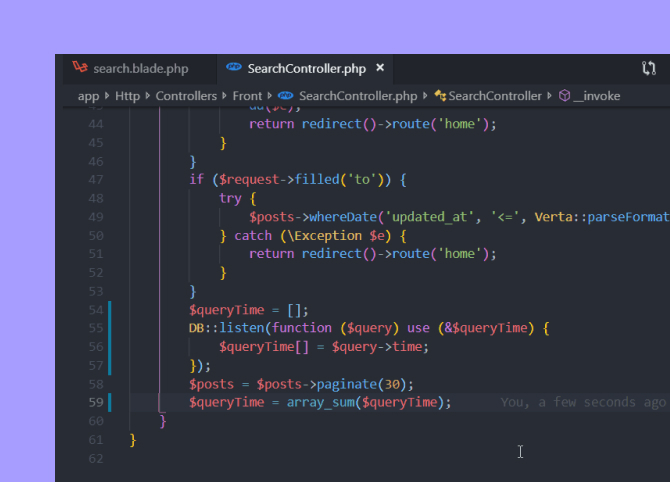 search.blade.php SearchController.php ×
app Http Controllers Front SearchController.php SearchController __invoke
dd($e);
44 return redirect()->route('home');
45 }
46 }
47 if ($request->filled('to')) {
48 try {
49 $posts->whereDate('updated_at', '<=', Verta::parseFormat
50 } catch (\Exception $e) {
51 return redirect()->route('home');
52 }
53 }
54 $queryTime = [];
55 DB::listen(function ($query) use (&$queryTime) {
56 $queryTime[] = $query->time;
57 });
58 $posts = $posts->paginate(30);
59 $queryTime = array_sum($queryTime); You, a few seconds ago
60 }
61 }
62